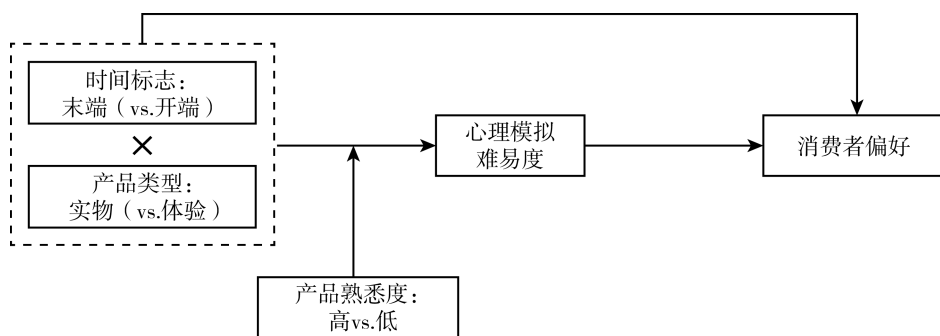 时间标志：
末端（vs.开端）
×
产品类型：
实物（vs.体验）
心理模拟
难易度
消费者偏好
产品熟悉度：
高vs.低